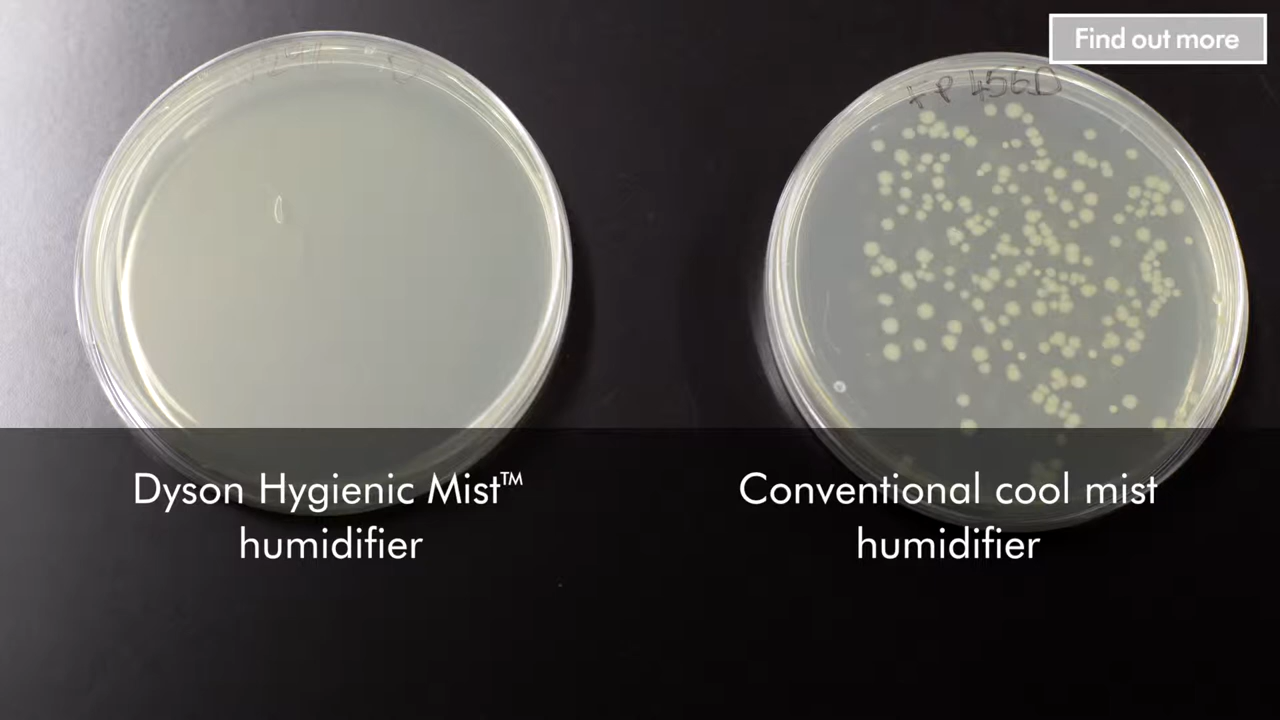 Find out more
Dyson Hygienic Mist™
humidifier
Conventional cool mist
humidifier